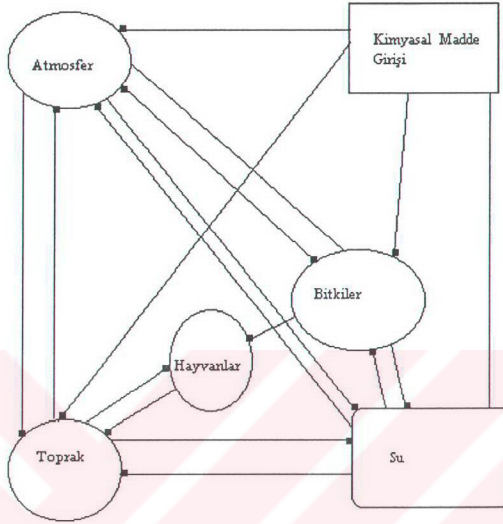 Kimyasal Madde
Girişi
Atmosfer
Bitkiler
Hayvanlar
Toprak
Su